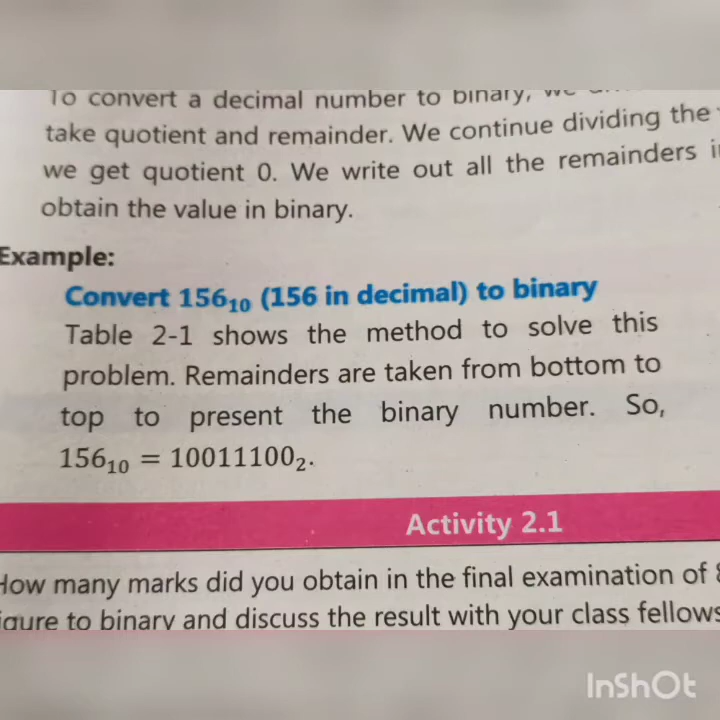 To convert a decimal number to binary, we
take quotient and remainder. We continue dividing the
we get quotient 0. We write out all the remainders
obtain the value in binary.
Example:
Convert 156₁₀ (156 in decimal) to binary
Table 2-1 shows the method to solve this
problem. Remainders are taken from bottom to
top to present the binary number. So,
156₁₀ = 10011100₂.
Activity 2.1
How many marks did you obtain in the final examination of
figure to binary and discuss the result with your class fellows
InShOt